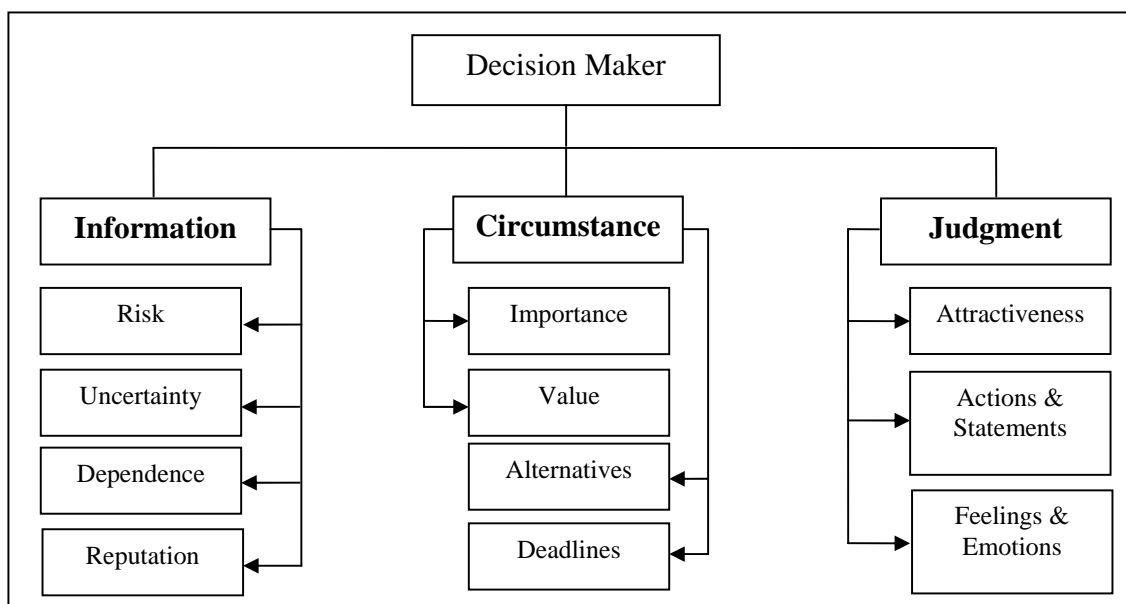 Decision Maker
Information
Circumstance
Judgment
Risk
Uncertainty
Dependence
Reputation
Importance
Value
Alternatives
Deadlines
Attractiveness
Actions &
Statements
Feelings &
Emotions